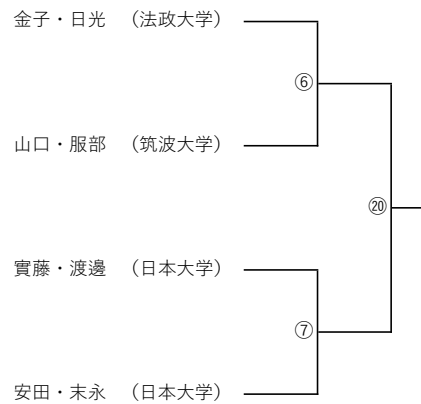 金子・日光　（法政大学）
⑥
山口・服部　（筑波大学）
⑳
實藤・渡邊　（日本大学）
⑦
安田・末永　（日本大学）